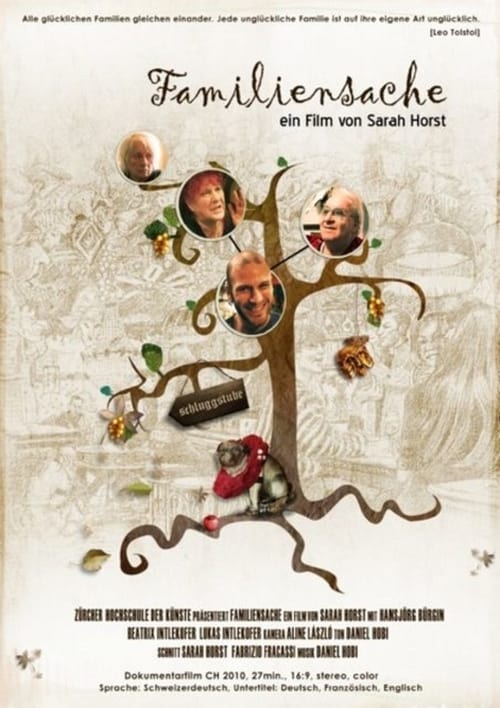 Alle glücklichen Familien gleichen einander. Jede unglückliche Familie ist auf ihre eigene Art unglücklich.
[Leo Tolstoi]
Familiensache
ein Film von Sarah Horst
schluggstube
ZÜRCHER HOCHSCHULE DER KÜNSTE PRÄSENTIERT FAMILIENSACHE EIN FILM VON SARAH HORST MIT HANSJÖRG BÜRGIN
BEATRIX INTLEKOFER LUKAS INTLEKOFER KAMERA ALINE LÁSZLÓ TON DANIEL HOBI
SCHNITT SARAH HORST FABRIZIO FRACASSI MUSIK DANIEL HOBI
Dokumentarfilm CH 2010, 27min., 16:9, stereo, color
Sprache: Schweizerdeutsch, Untertitel: Deutsch, Französisch, Englisch